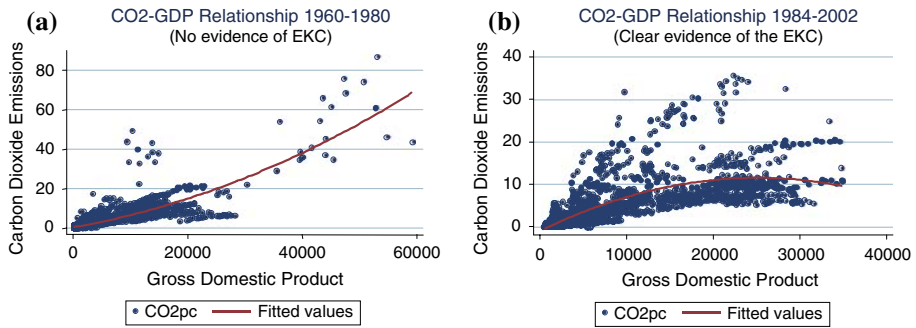 (a)
CO2-GDP Relationship 1960-1980
(No evidence of EKC)
Carbon Dioxide Emissions
80
60
40
20
0
0 20000 40000 60000
Gross Domestic Product
CO2pc Fitted values
(b)
CO2-GDP Relationship 1984-2002
(Clear evidence of the EKC)
Carbon Dioxide Emissions
40
30
20
10
0
0 10000 20000 30000 40000
Gross Domestic Product
CO2pc Fitted values